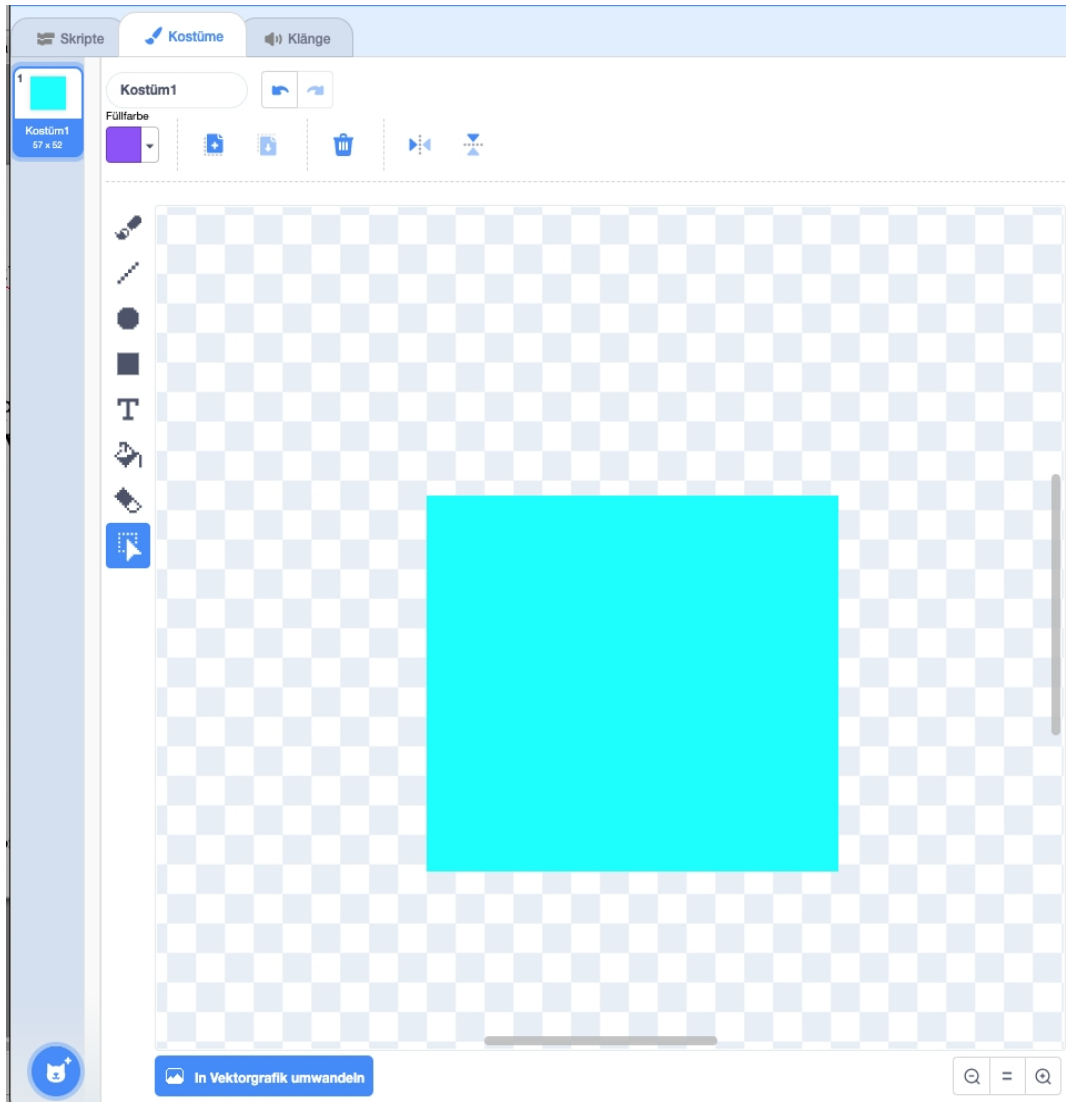 Skripte
Kostüme
Klänge
1
Kostüm1
57 x 52
Kostüm1
Füllfarbe
T
In Vektorgrafik umwandeln
=